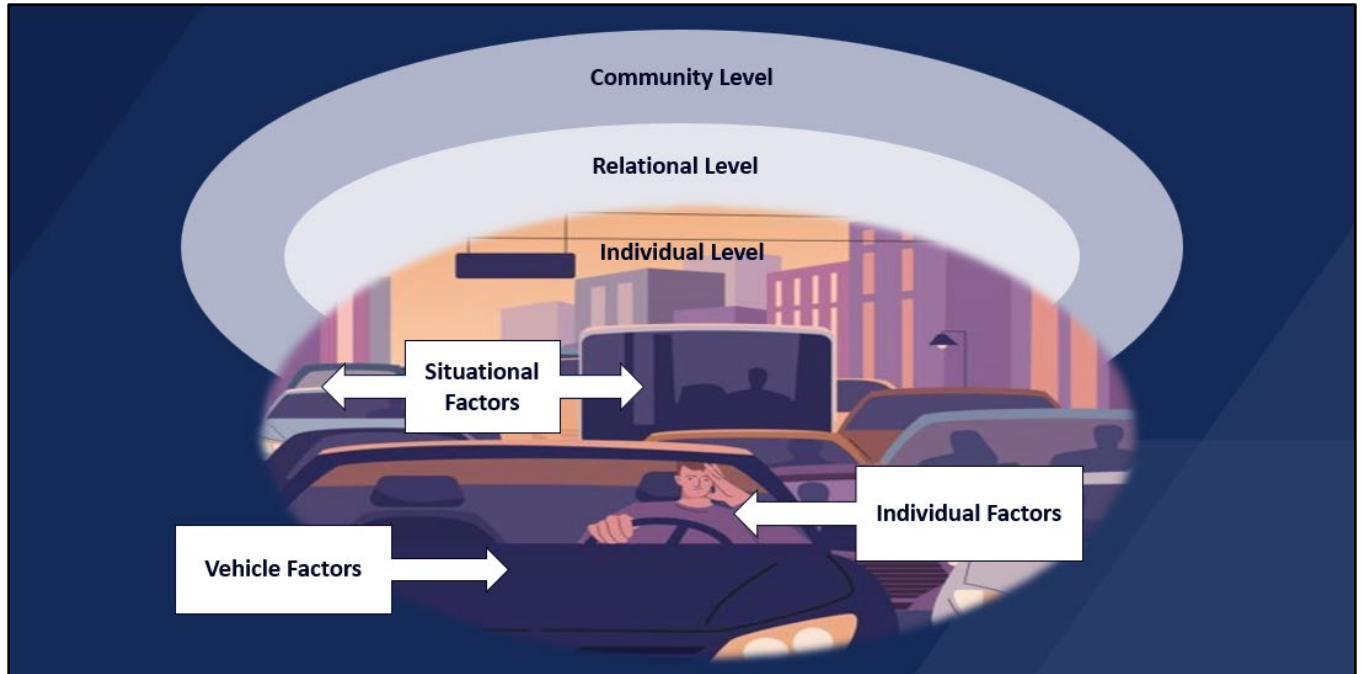 Community Level
Relational Level
Individual Level
Situational
Factors
Individual Factors
Vehicle Factors